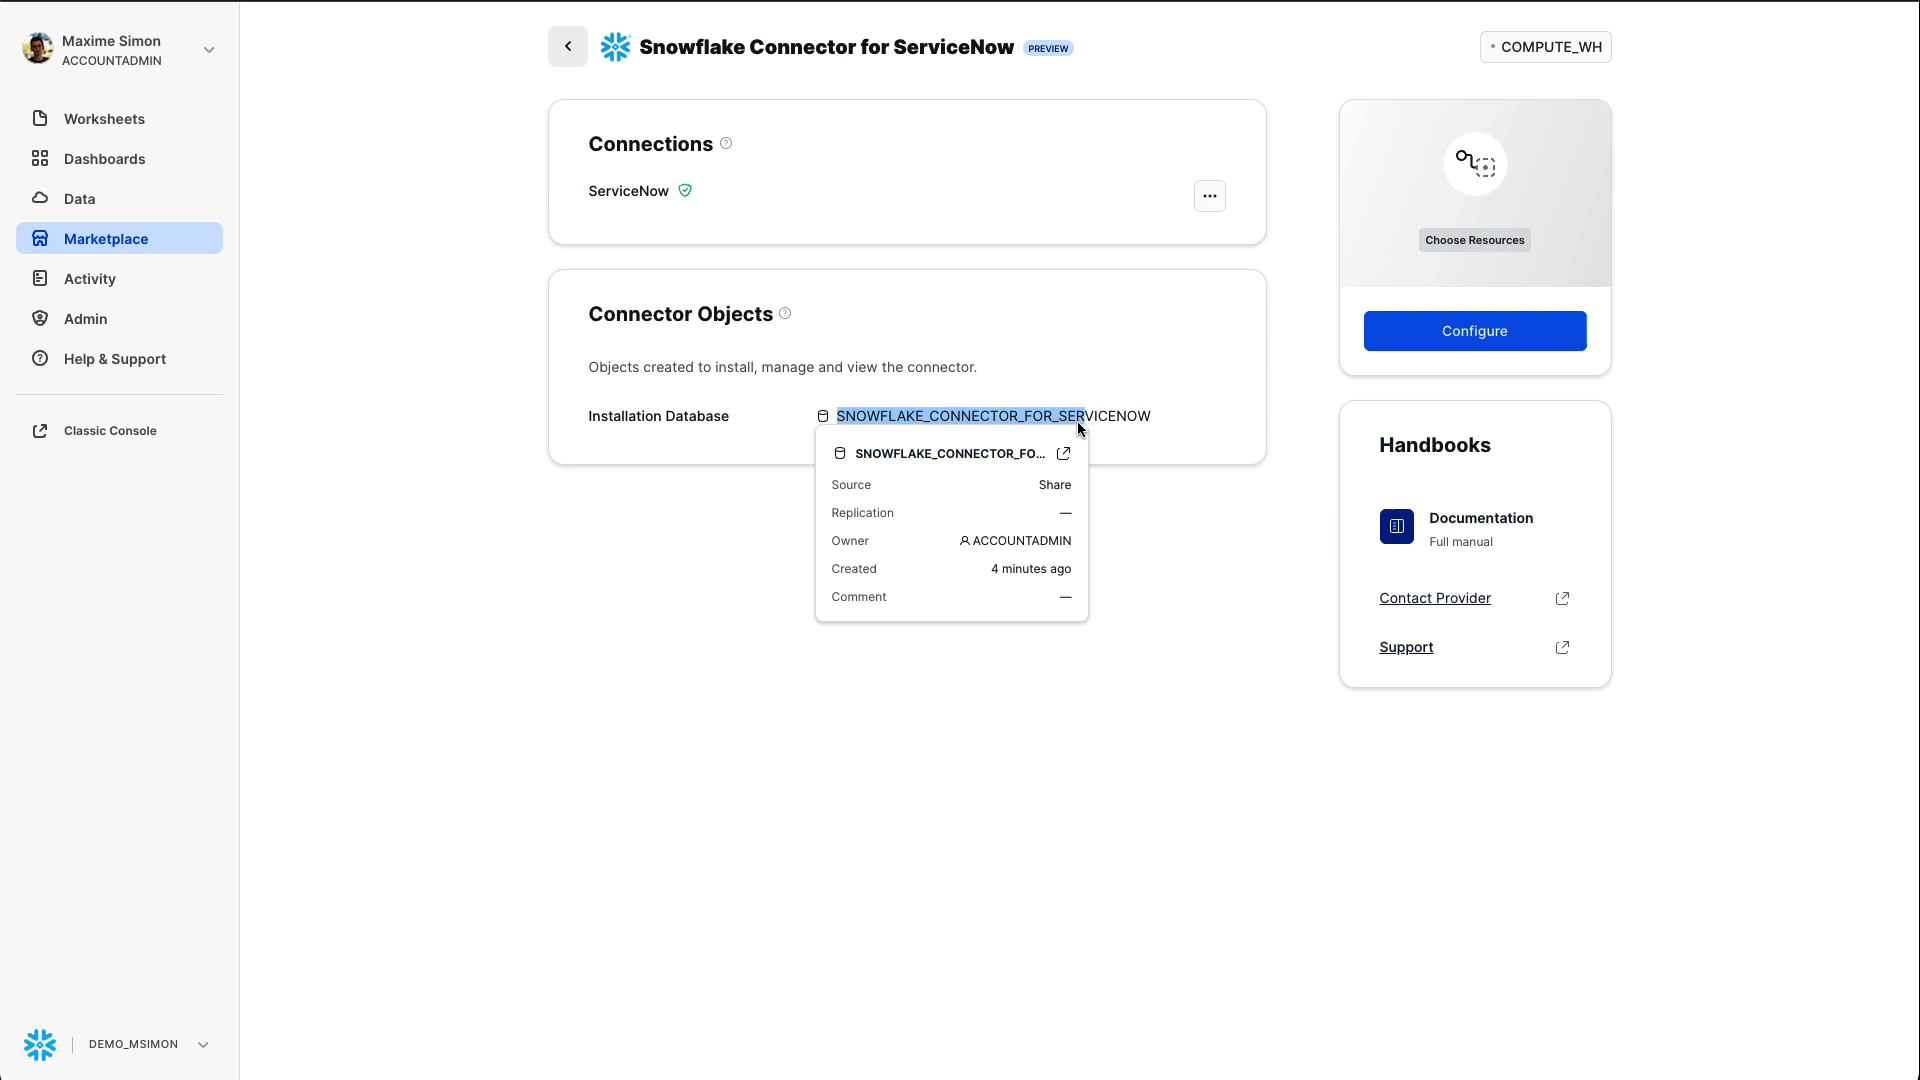 Maxime Simon
ACCOUNTADMIN
Worksheets
Dashboards
Data
Marketplace
Activity
Admin
Help & Support
Classic Console
DEMO_MSIMON
Snowflake Connector for ServiceNow PREVIEW
COMPUTE_WH
Connections
ServiceNow
Connector Objects
Objects created to install, manage and view the connector.
Installation Database SNOWFLAKE_CONNECTOR_FOR_SERVICENOW
SNOWFLAKE_CONNECTOR_FO...
Source Share
Replication —
Owner ACCOUNTADMIN
Created 4 minutes ago
Comment —
Choose Resources
Configure
Handbooks
Documentation
Full manual
Contact Provider
Support